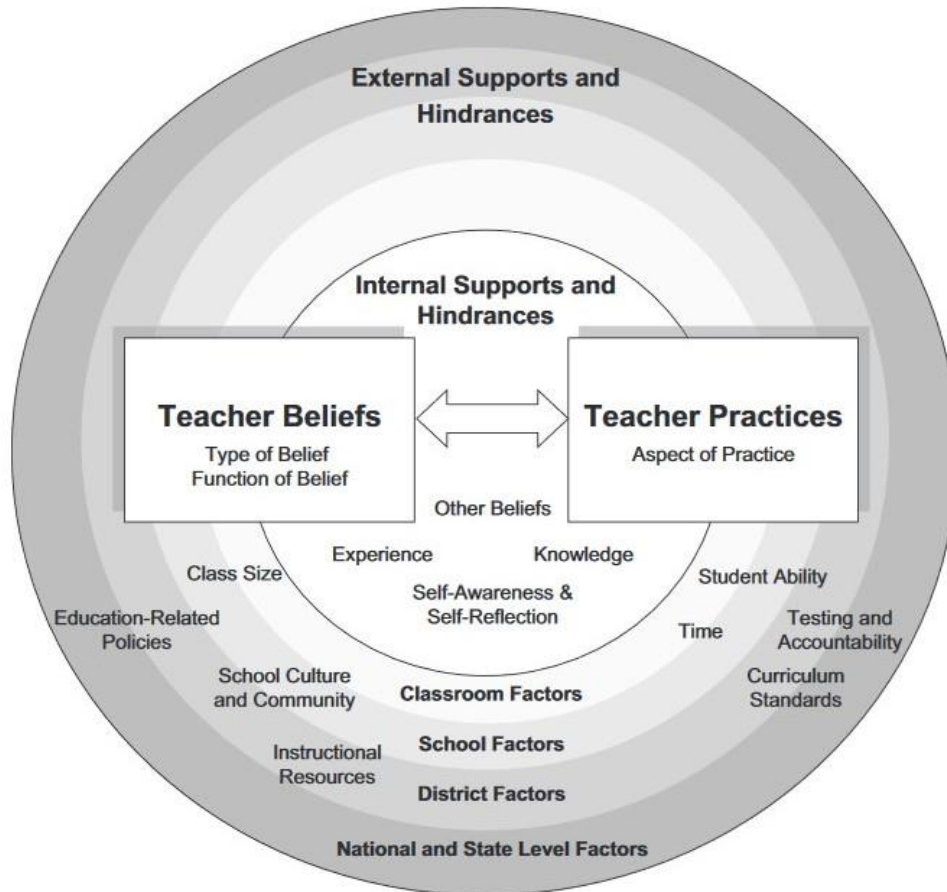 External Supports and
Hindrances
Internal Supports and
Hindrances
Teacher Beliefs
Type of Belief
Function of Belief
Teacher Practices
Aspect of Practice
Other Beliefs
Experience
Knowledge
Self-Awareness &
Self-Reflection
Class Size
Student Ability
Education-Related
Policies
Time
Testing and
Accountability
School Culture
and Community
Curriculum
Standards
Classroom Factors
School Factors
Instructional
Resources
District Factors
National and State Level Factors